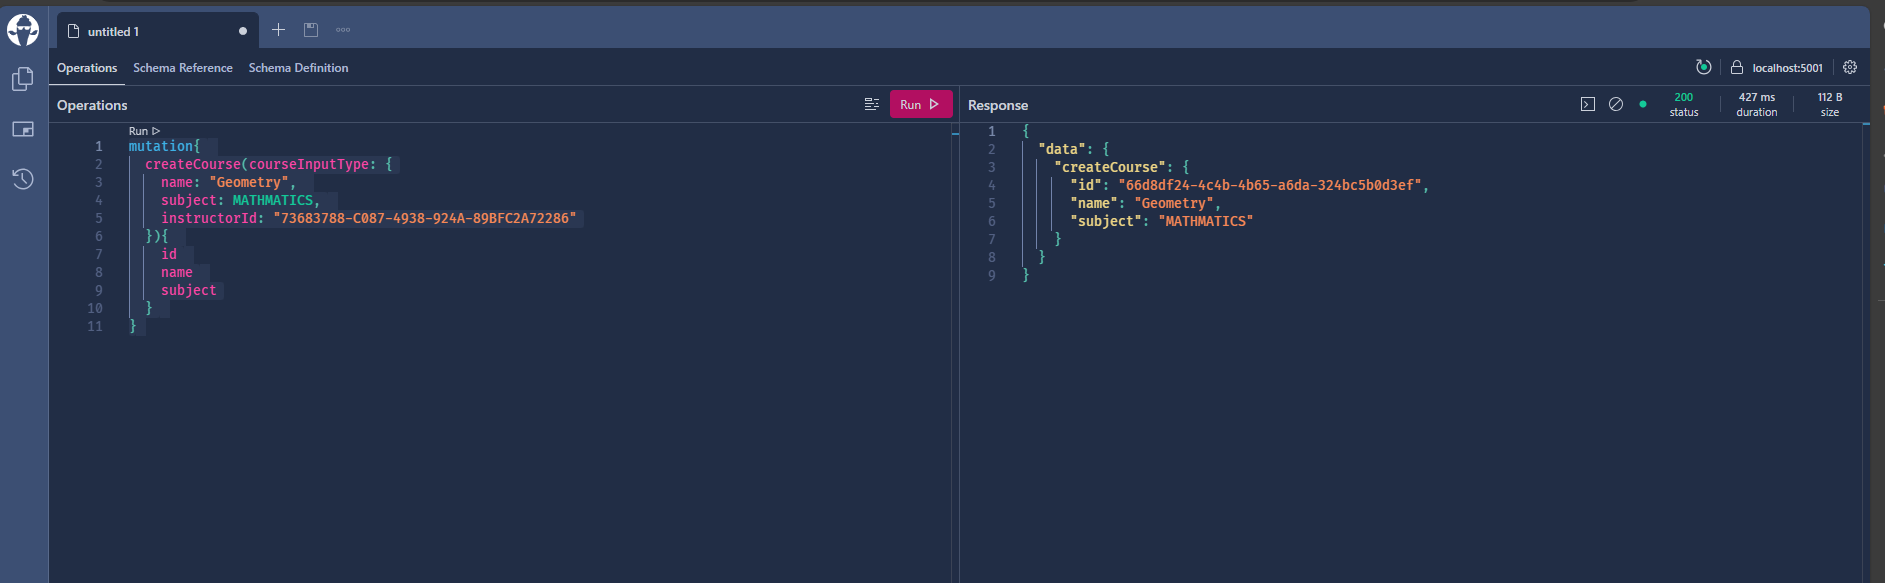 untitled 1
Operations Schema Reference Schema Definition
localhost:5001
Operations
Run
Run
1 mutation{
2 createCourse(courseInputType: {
3 name: "Geometry",
4 subject: MATHMATICS,
5 instructorId: "73683788-C087-4938-924A-89BFC2A72286"
6 }){
7 id
8 name
9 subject
10 }
11 }
Response
200 427 ms 112 B
status duration size
1 {
2 "data": {
3 "createCourse": {
4 "id": "66d8df24-4c4b-4b65-a6da-324bc5b0d3ef",
5 "name": "Geometry",
6 "subject": "MATHMATICS"
7 }
8 }
9 }